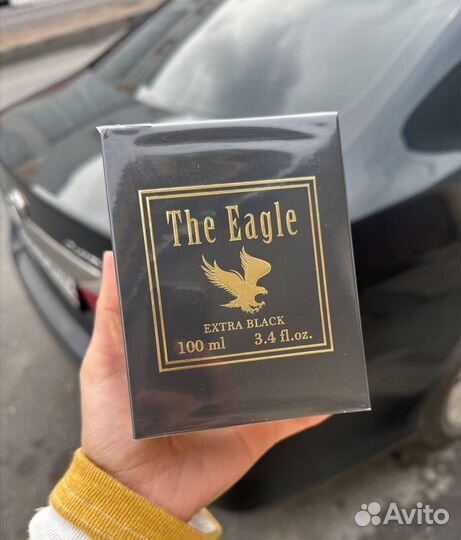 The Eagle
EXTRA BLACK
100 ml 3.4 fl.oz.
Avito